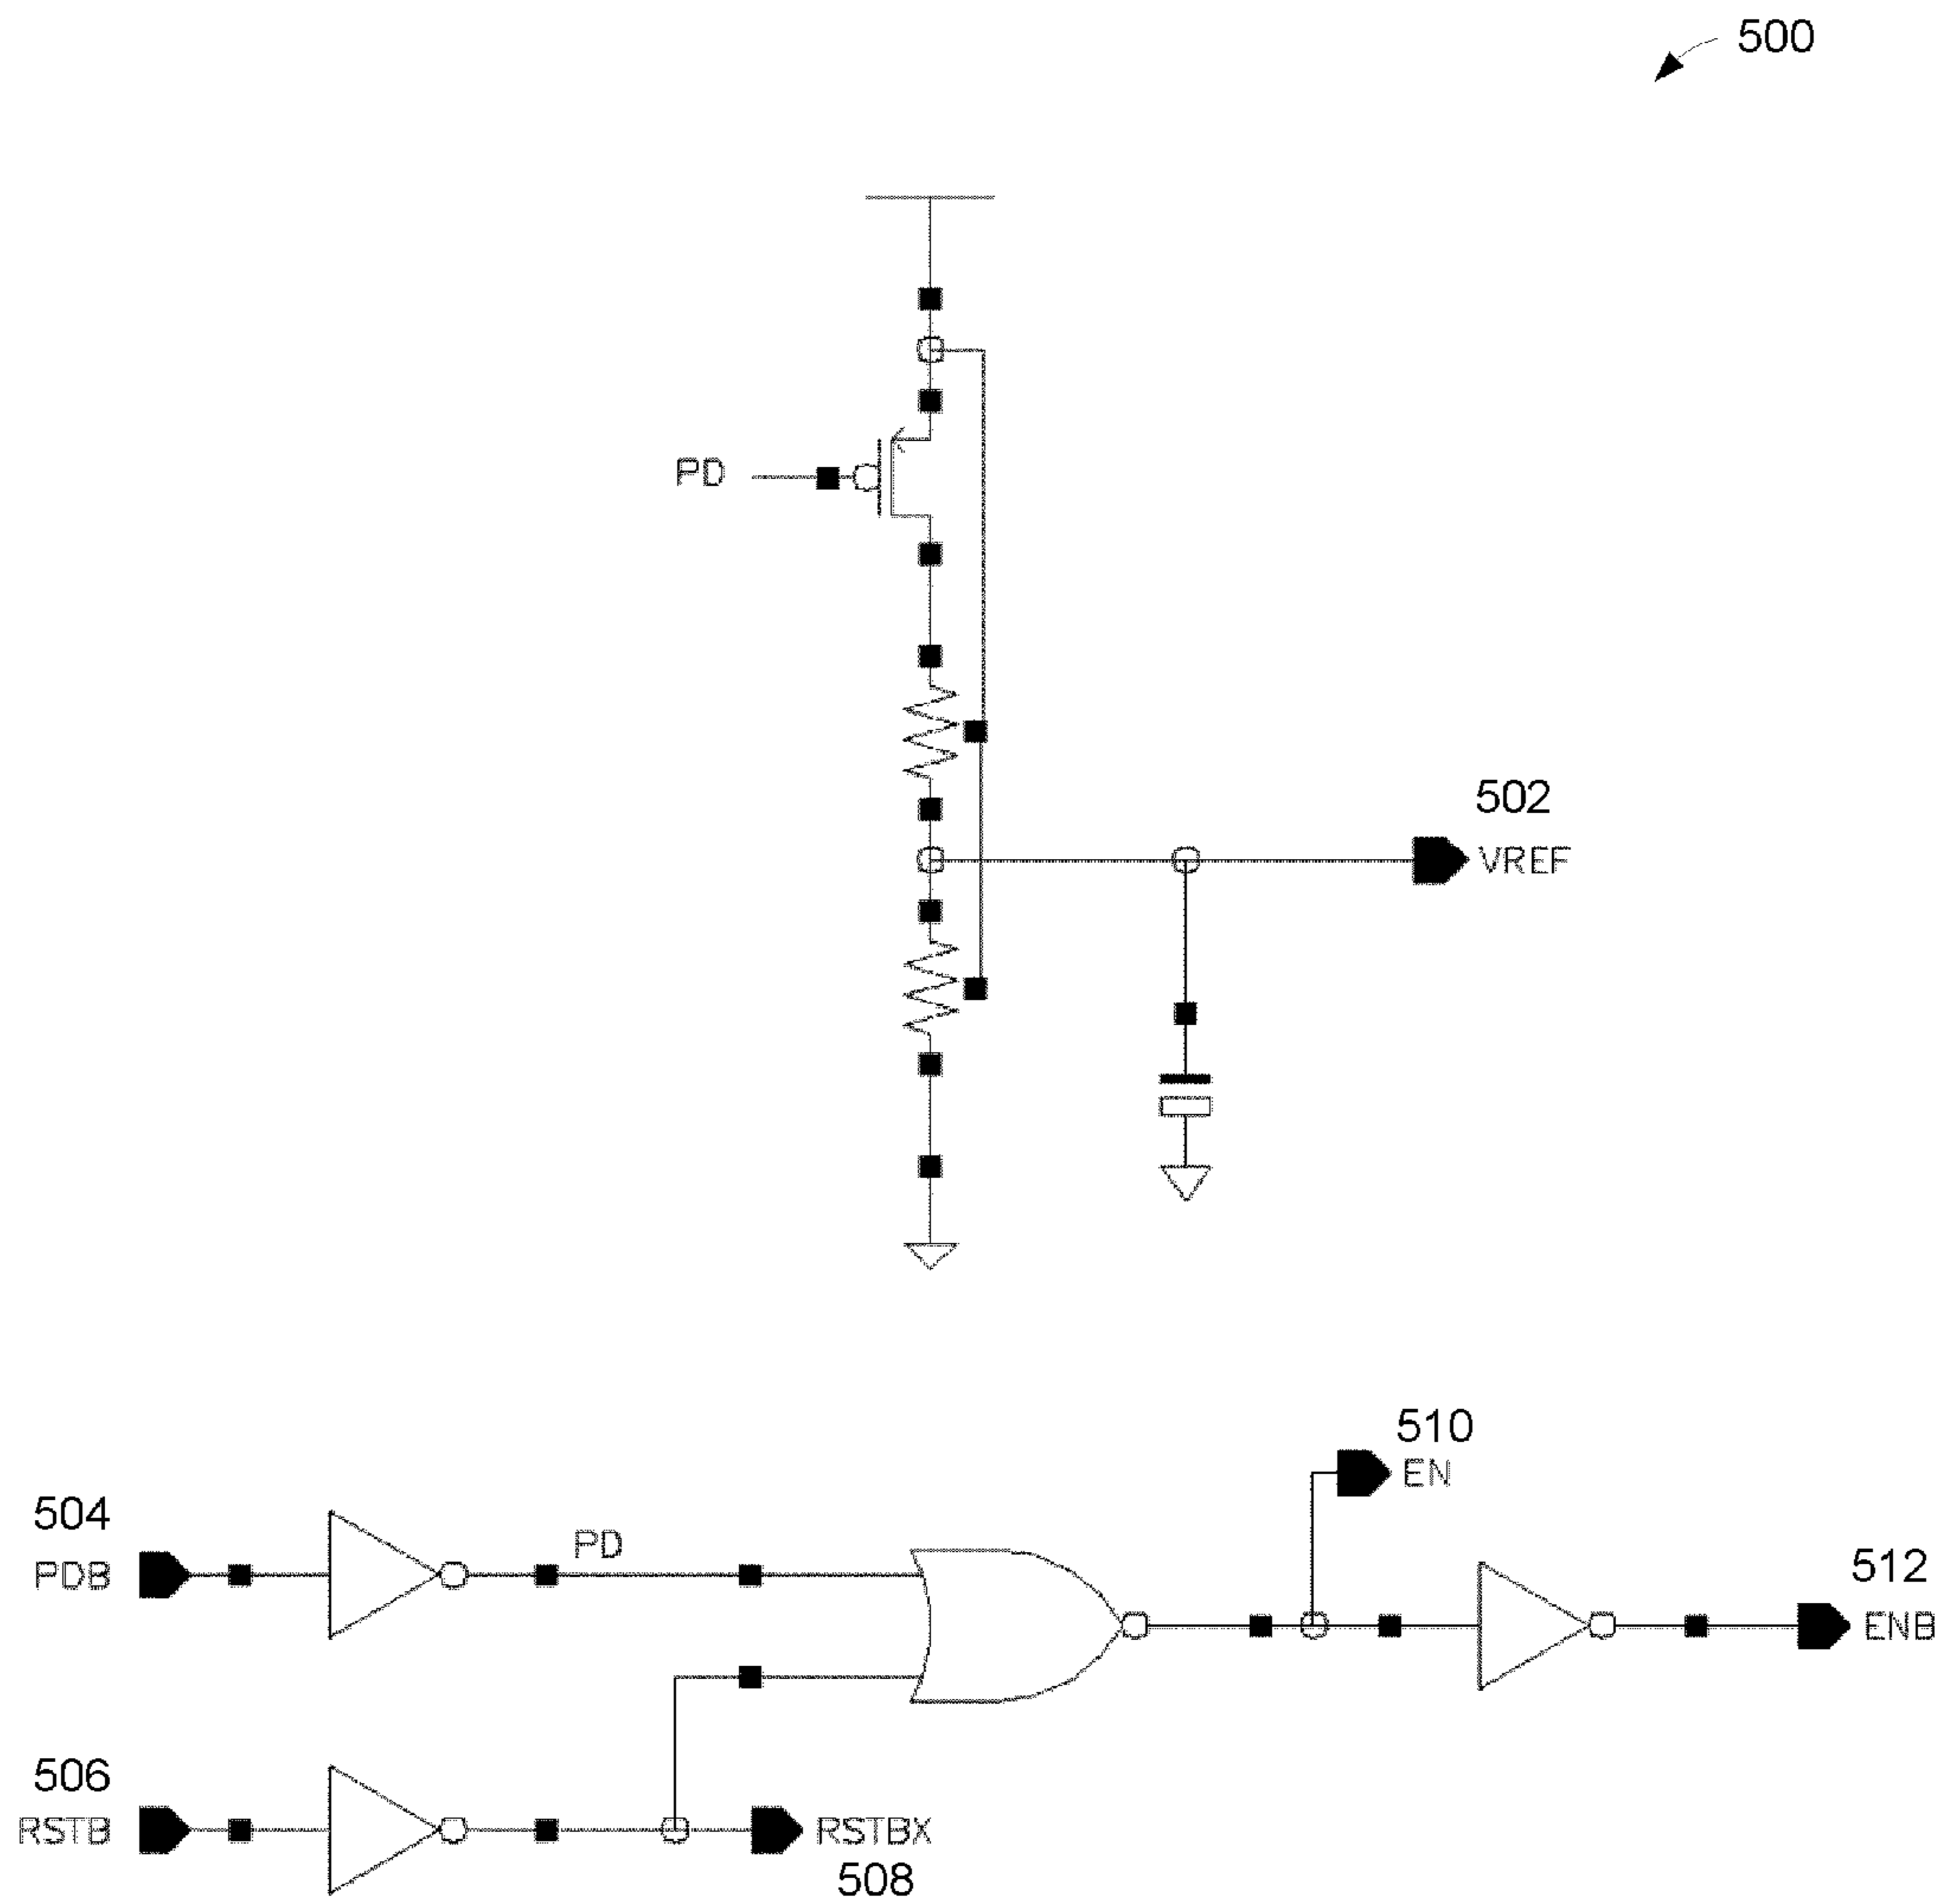 500
PD
502
VREF
510
EN
504
PDB
PD
512
ENB
506
RSTB
RSTBX
508